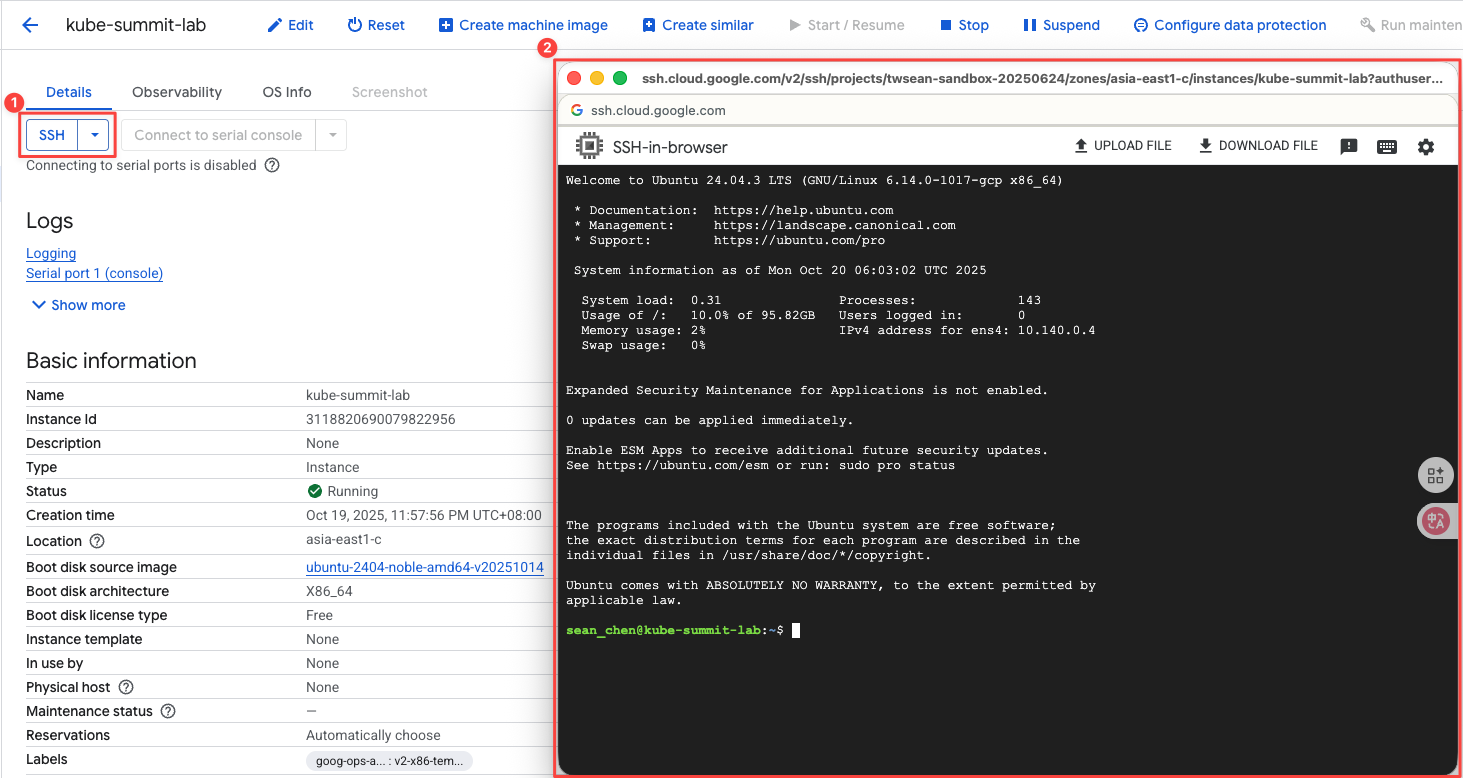 kube-summit-lab Edit Reset Create machine image Create similar Start / Resume Stop Suspend Configure data protection Run mainten
Details Observability OS Info Screenshot
1
SSH Connect to serial console
Connecting to serial ports is disabled ?
Logs
Logging
Serial port 1 (console)
Show more
Basic information
Name kube-summit-lab
Instance Id 3118820690079822956
Description None
Type Instance
Status Running
Creation time Oct 19, 2025, 11:57:56 PM UTC+08:00
Location ? asia-east1-c
Boot disk source image ubuntu-2404-noble-amd64-v20251014
Boot disk architecture X86_64
Boot disk license type Free
Instance template None
In use by None
Physical host ? None
Maintenance status ? —
Reservations Automatically choose
Labels goog-ops-a... : v2-x86-tem...
2
ssh.cloud.google.com/v2/ssh/projects/twsean-sandbox-20250624/zones/asia-east1-c/instances/kube-summit-lab?authuser...
G ssh.cloud.google.com
SSH-in-browser UPLOAD FILE DOWNLOAD FILE
Welcome to Ubuntu 24.04.3 LTS (GNU/Linux 6.14.0-1017-gcp x86_64)
* Documentation: https://help.ubuntu.com
* Management: https://landscape.canonical.com
* Support: https://ubuntu.com/pro
System information as of Mon Oct 20 06:03:02 UTC 2025
System load: 0.31 Processes: 143
Usage of /: 10.0% of 95.82GB Users logged in: 0
Memory usage: 2% IPv4 address for ens4: 10.140.0.4
Swap usage: 0%
Expanded Security Maintenance for Applications is not enabled.
0 updates can be applied immediately.
Enable ESM Apps to receive additional future security updates.
See https://ubuntu.com/esm or run: sudo pro status
The programs included with the Ubuntu system are free software;
the exact distribution terms for each program are described in the
individual files in /usr/share/doc/*/copyright.
Ubuntu comes with ABSOLUTELY NO WARRANTY, to the extent permitted by
applicable law.
sean_chen@kube-summit-lab:~$
中A